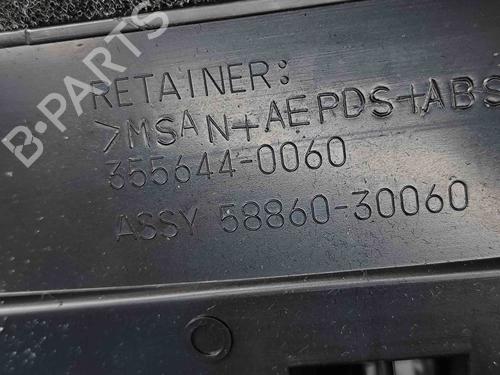 B-PARTS
RETAINER:
>MSAN+AEPDS+ABS
355644-0060
ASSY 58860-30060